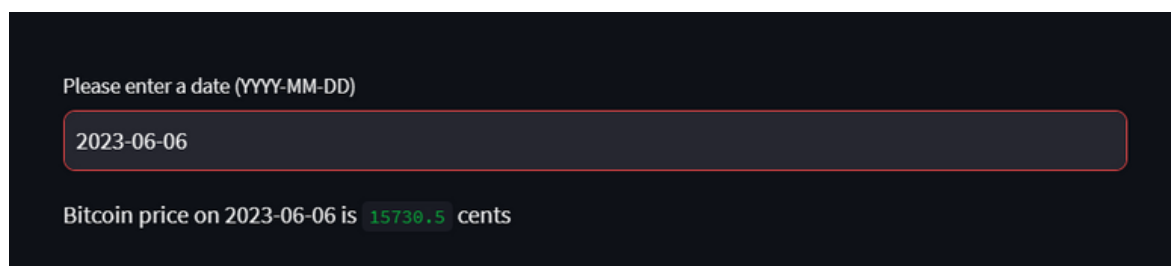 Please enter a date (YYYY-MM-DD)
2023-06-06
Bitcoin price on 2023-06-06 is 15730.5 cents